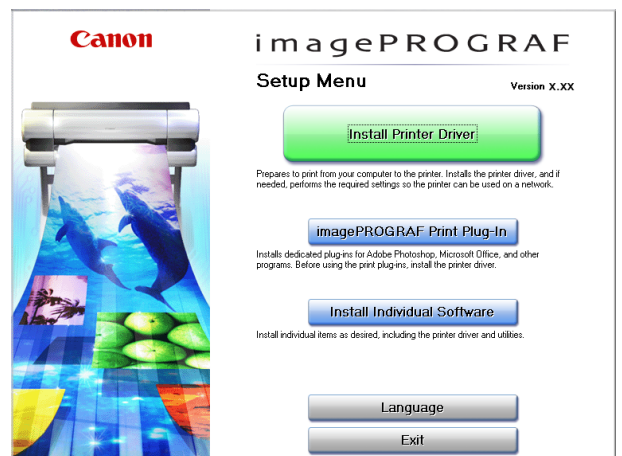 Canon
imagePROGRAF
Setup Menu
Version X.XX
Install Printer Driver
Prepares to print from your computer to the printer. Installs the printer driver, and if
needed, performs the required settings so the printer can be used on a network.
imagePROGRAF Print Plug-In
Installs dedicated plug-ins for Adobe Photoshop, Microsoft Office, and other
programs. Before using the print plug-ins, install the printer driver.
Install Individual Software
Install individual items as desired, including the printer driver and utilities.
Language
Exit